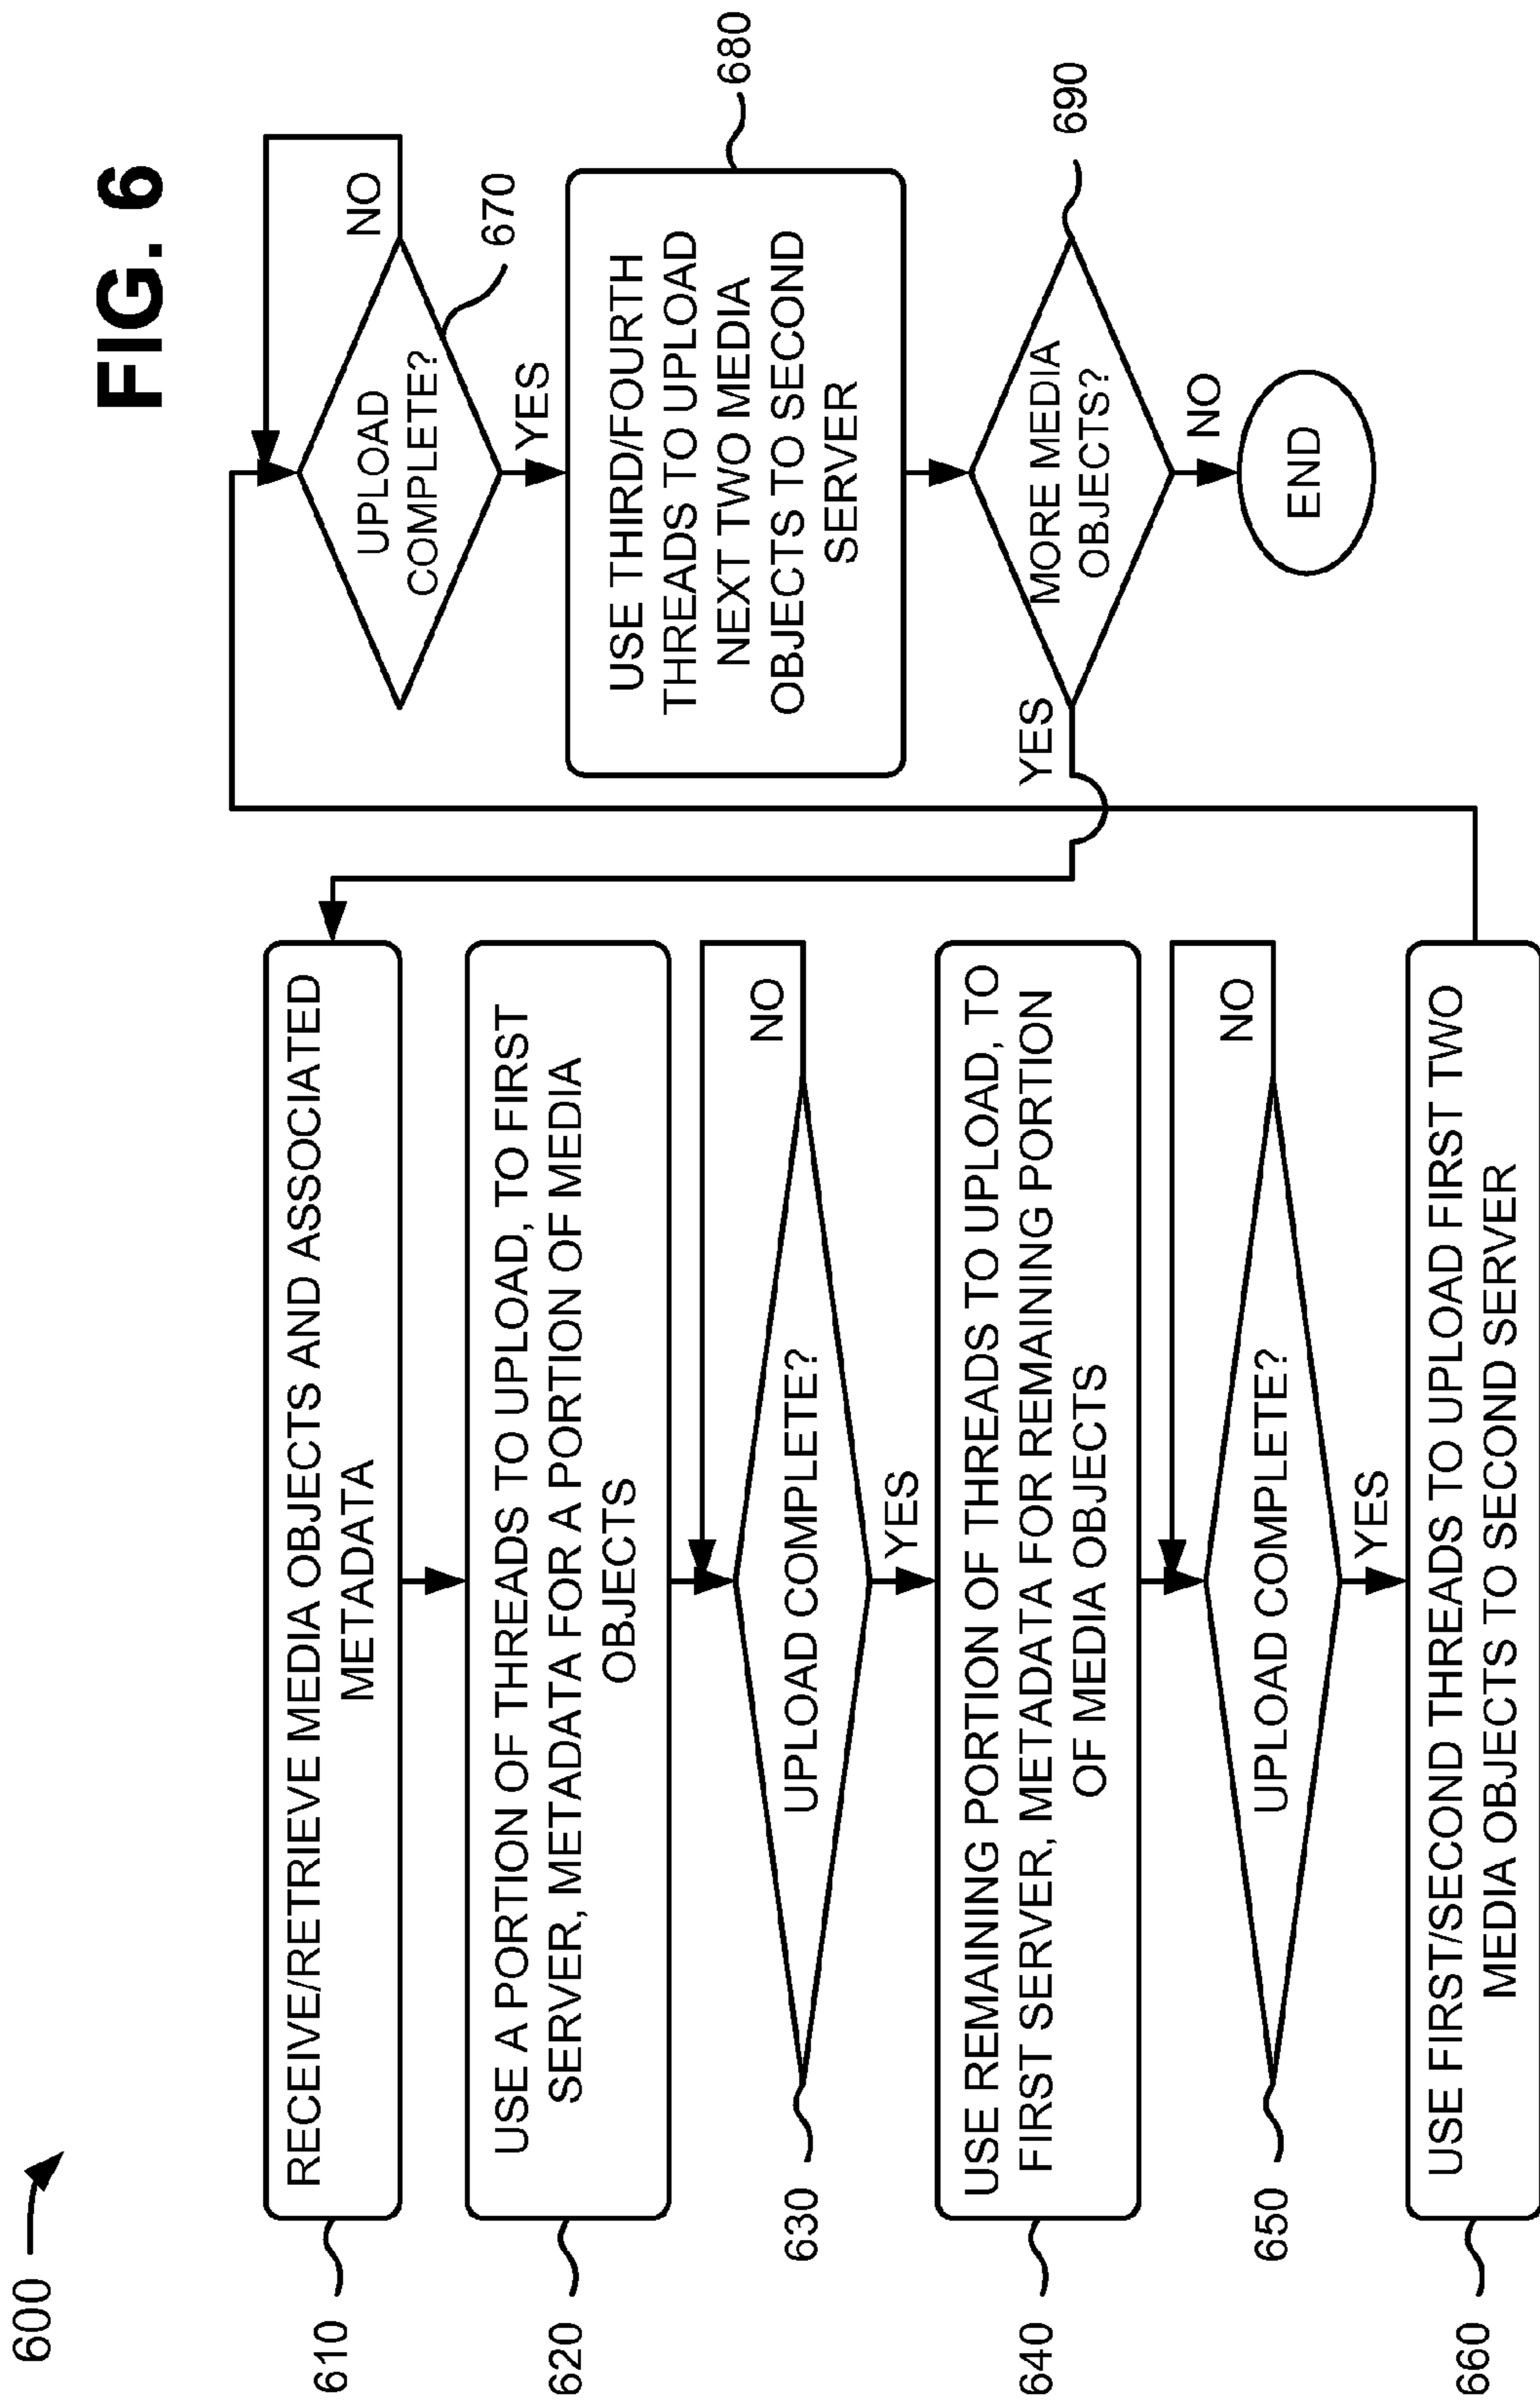 FIG. 6
600
610
RECEIVE/RETRIEVE MEDIA OBJECTS AND ASSOCIATED
METADATA
620
USE A PORTION OF THREADS TO UPLOAD, TO FIRST
SERVER, METADATA FOR A PORTION OF MEDIA
OBJECTS
630
UPLOAD COMPLETE?
NO
YES
640
USE REMAINING PORTION OF THREADS TO UPLOAD, TO
FIRST SERVER, METADATA FOR REMAINING PORTION
OF MEDIA OBJECTS
650
UPLOAD COMPLETE?
NO
YES
660
USE FIRST/SECOND THREADS TO UPLOAD FIRST TWO
MEDIA OBJECTS TO SECOND SERVER
UPLOAD
COMPLETE?
NO
670
YES
USE THIRD/FOURTH
THREADS TO UPLOAD
NEXT TWO MEDIA
OBJECTS TO SECOND
SERVER
680
MORE MEDIA
OBJECTS?
690
YES
NO
END